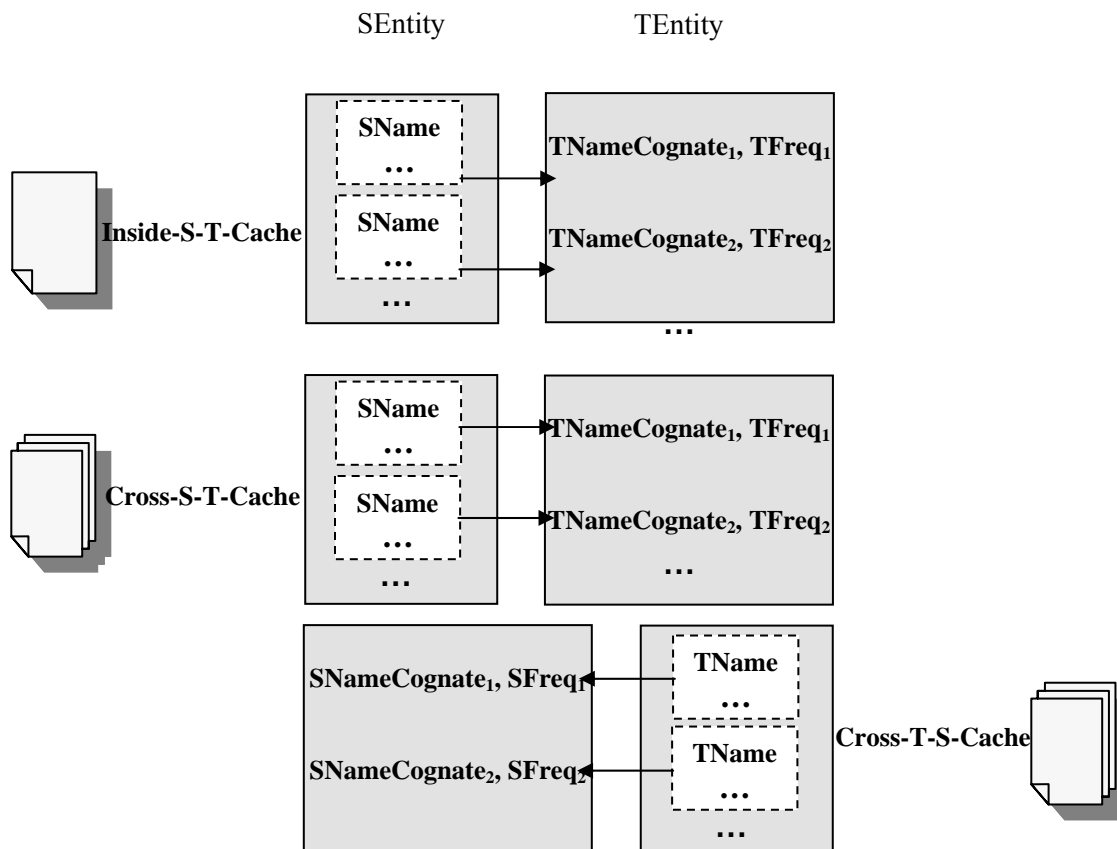 SEntity TEntity
SName
...
TNameCognate₁, TFreq₁
Inside-S-T-Cache
SName
...
TNameCognate₂, TFreq₂
...
...
SName
...
TNameCognate₁, TFreq₁
Cross-S-T-Cache
SName
...
TNameCognate₂, TFreq₂
...
...
SNameCognate₁, SFreq₁
TName
...
Cross-T-S-Cache
SNameCognate₂, SFreq₂
TName
...
...